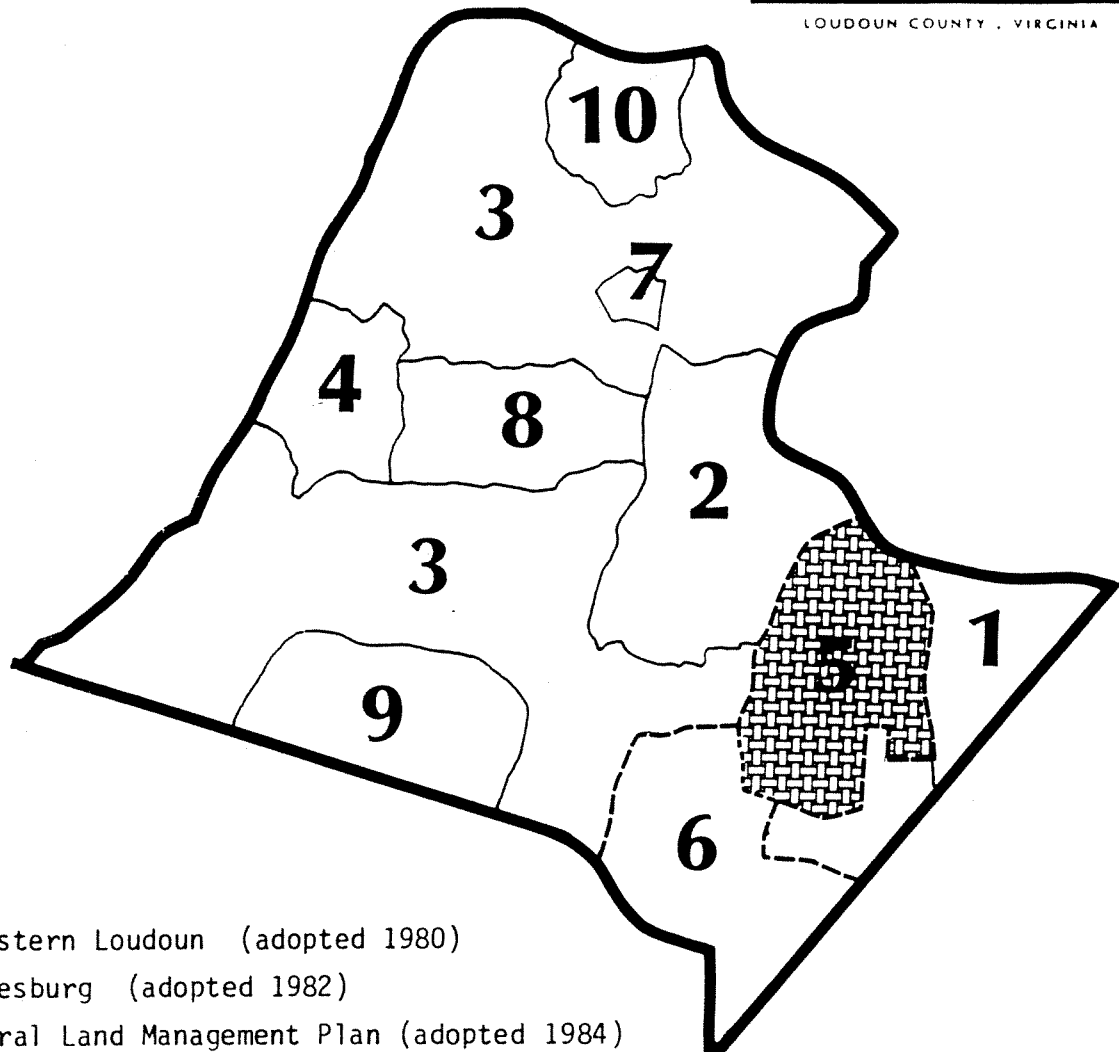 LOUDOUN COUNTY, VIRGINIA
10
3
7
4
8
2
3
1
5
9
6
stern Loudoun (adopted 1980)
esburg (adopted 1982)
ral Land Management Plan (adopted 1984)